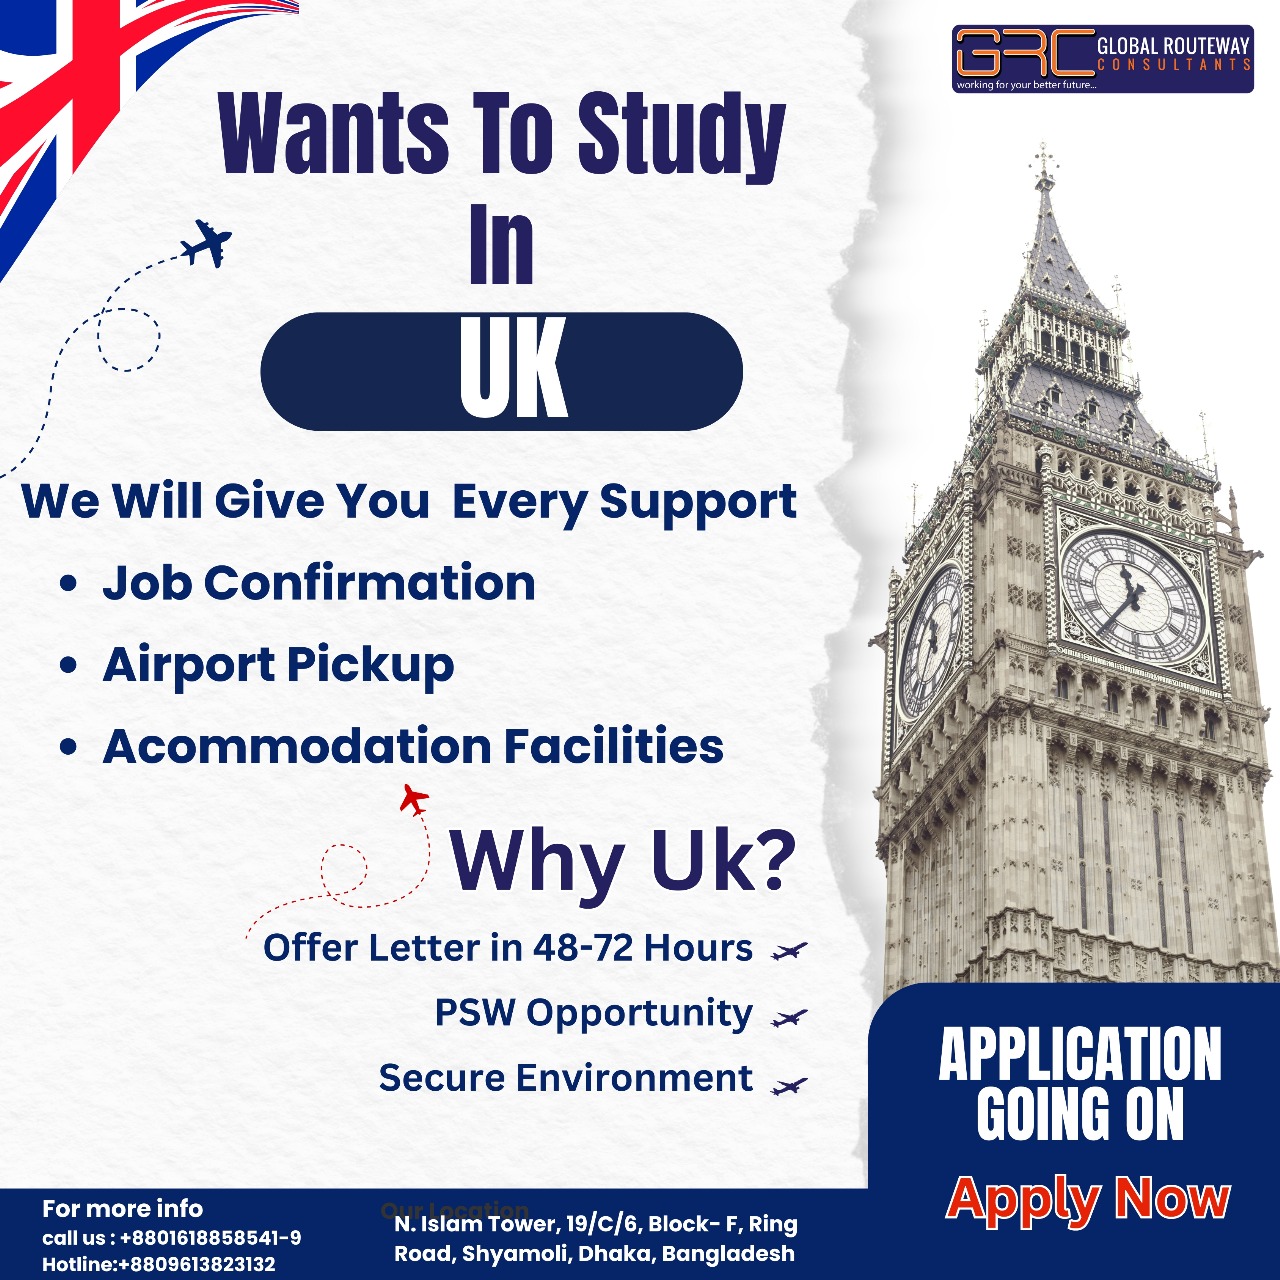 GRC GLOBAL ROUTEWAY
CONSULTANTS
working for your better future...
Wants To Study
In
UK
We Will Give You Every Support
• Job Confirmation
• Airport Pickup
• Acommodation Facilities
Why Uk?
Offer Letter in 48-72 Hours
PSW Opportunity
Secure Environment
APPLICATION
GOING ON
Apply Now
For more info
call us : +8801618858541-9
Hotline:+8809613823132
Our Location
N. Islam Tower, 19/C/6, Block- F, Ring
Road, Shyamoli, Dhaka, Bangladesh